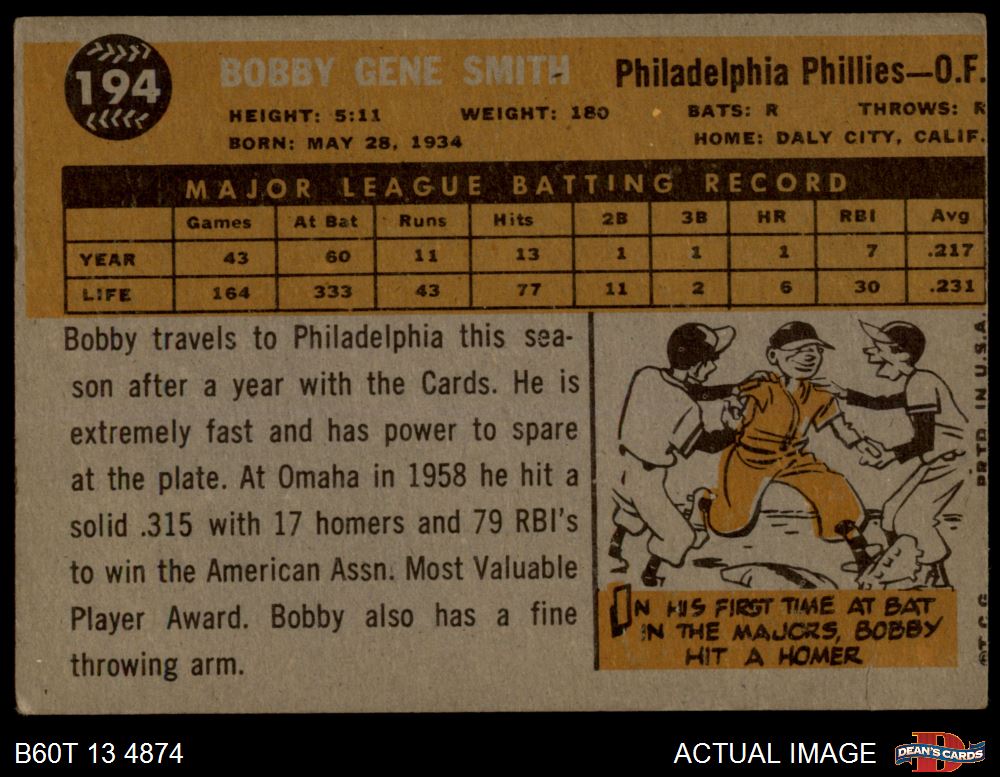 194
BOBBY GENE SMITH Philadelphia Phillies—O.F.
HEIGHT: 5:11 WEIGHT: 180 BATS: R THROWS: R
BORN: MAY 28, 1934 HOME: DALY CITY, CALIF.
MAJOR LEAGUE BATTING RECORD
Games At Bat Runs Hits 2B 3B HR RBI Avg
YEAR 43 60 11 13 1 1 1 7 .217
LIFE 164 333 43 77 11 2 6 30 .231
Bobby travels to Philadelphia this sea-
son after a year with the Cards. He is
extremely fast and has power to spare
at the plate. At Omaha in 1958 he hit a
solid .315 with 17 homers and 79 RBI's
to win the American Assn. Most Valuable
Player Award. Bobby also has a fine
throwing arm.
IN HIS FIRST TIME AT BAT
IN THE MAJORS, BOBBY
HIT A HOMER
©T.C.G. PRTD. IN U.S.A.
B60T 13 4874 ACTUAL IMAGE
D
DEAN'S CARDS